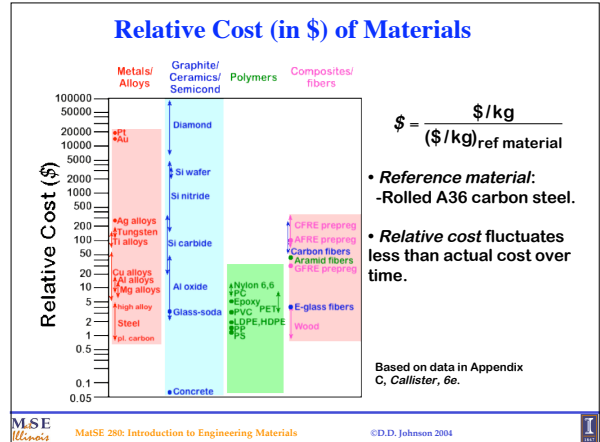 Relative Cost (in $) of Materials
Metals/
Alloys
Graphite/
Ceramics/
Semicond
Polymers
Composites/
fibers
Relative Cost ($)
100000
50000
20000
10000
5000
2000
1000
500
200
100
50
20
10
5
2
1
0.5
0.1
0.05
Pt
Au
Ag alloys
Tungsten
Ti alloys
Cu alloys
Al alloys
Mg alloys
high alloy
Steel
pl. carbon
Diamond
Si wafer
Si nitride
Si carbide
Al oxide
Glass-soda
Concrete
Nylon 6,6
PC
Epoxy
PET
PVC
LDPE,HDPE
PP
PS
CFRE prepreg
AFRE prepreg
Carbon fibers
Aramid fibers
GFRE prepreg
E-glass fibers
Wood
$ = $/kg
($/kg)ref material
• Reference material:
-Rolled A36 carbon steel.
• Relative cost fluctuates
less than actual cost over
time.
Based on data in Appendix
C, Callister, 6e.
MatSE
Illinois
MatSE 280: Introduction to Engineering Materials
©D.D. Johnson 2004